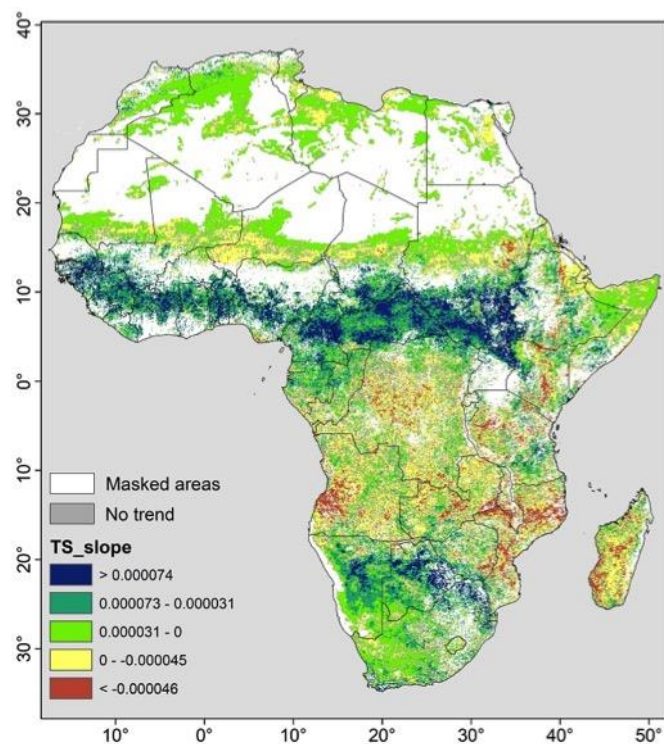 40°
30°
20°
10°
0°
10°
20°
30°
Masked areas
No trend
TS_slope
> 0.000074
0.000073 - 0.000031
0.000031 - 0
0 - -0.000045
< -0.000046
10° 0° 10° 20° 30° 40° 50°